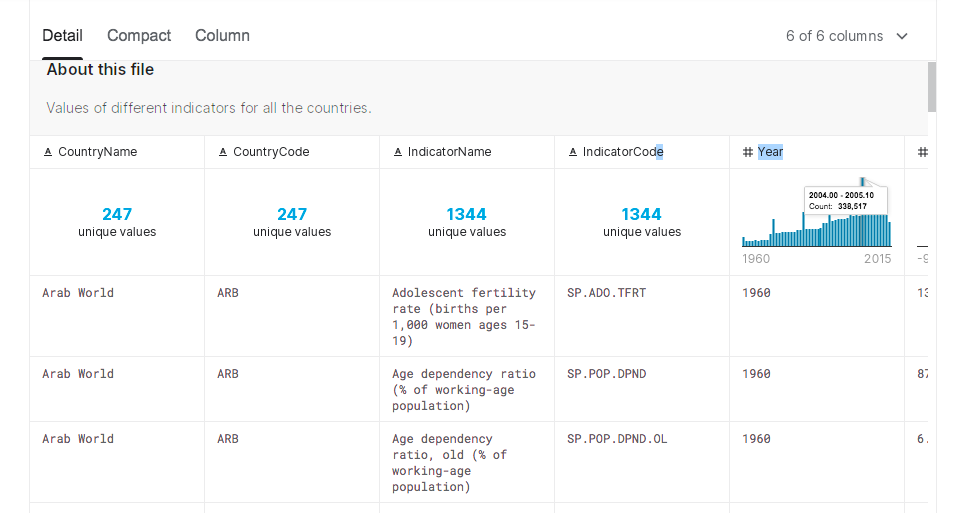 Detail Compact Column 6 of 6 columns
About this file
Values of different indicators for all the countries.
A CountryName A CountryCode A IndicatorName A IndicatorCode # Year #
2004.00 - 2005.10
Count: 338,517
247 247 1344 1344
unique values unique values unique values unique values
1960 2015 -9
Arab World ARB Adolescent fertility SP.ADO.TFRT 1960 13
rate (births per
1,000 women ages 15-
19)
Arab World ARB Age dependency ratio SP.POP.DPND 1960 87
(% of working-age
population)
Arab World ARB Age dependency SP.POP.DPND.OL 1960 6.
ratio, old (% of
working-age
population)